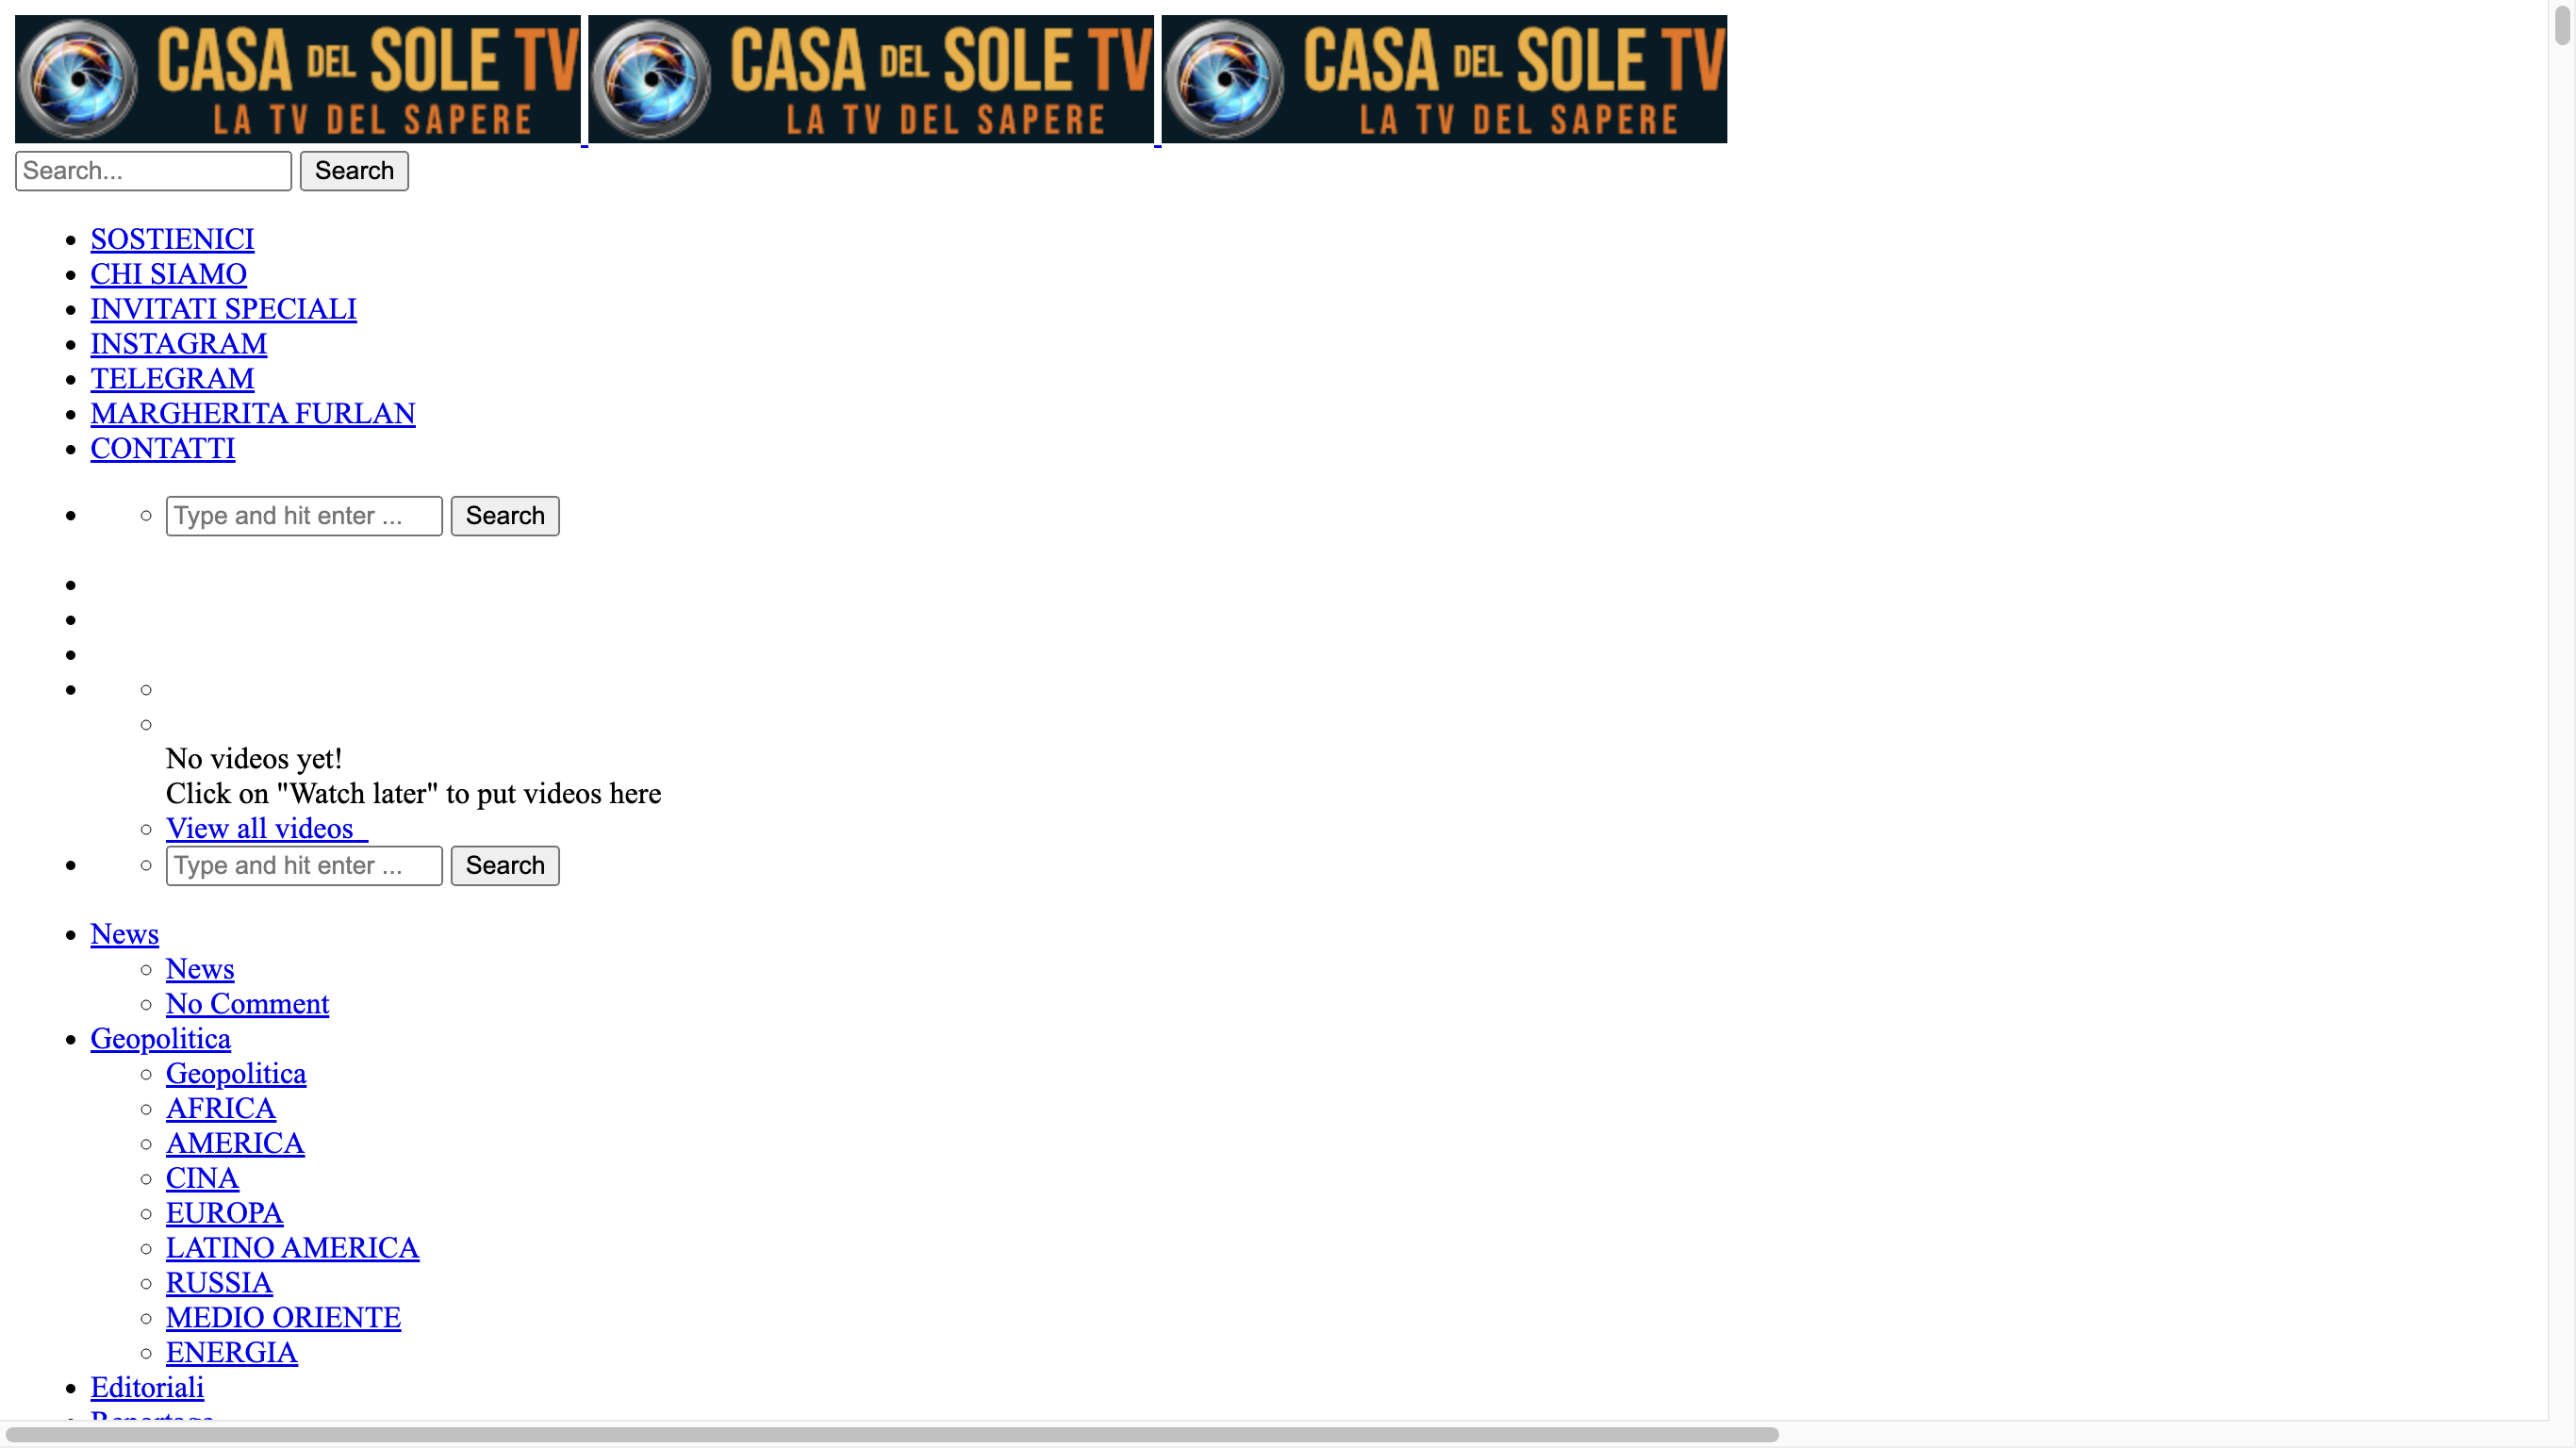 CASA DEL SOLE TV CASA DEL SOLE TV CASA DEL SOLE TV
LA TV DEL SAPERE LA TV DEL SAPERE LA TV DEL SAPERE
Search... Search
SOSTIENICI
CHI SIAMO
INVITATI SPECIALI
INSTAGRAM
TELEGRAM
MARGHERITA FURLAN
CONTATTI
Type and hit enter ... Search
No videos yet!
Click on "Watch later" to put videos here
View all videos
Type and hit enter ... Search
News
News
No Comment
Geopolitica
Geopolitica
AFRICA
AMERICA
CINA
EUROPA
LATINO AMERICA
RUSSIA
MEDIO ORIENTE
ENERGIA
Editoriali